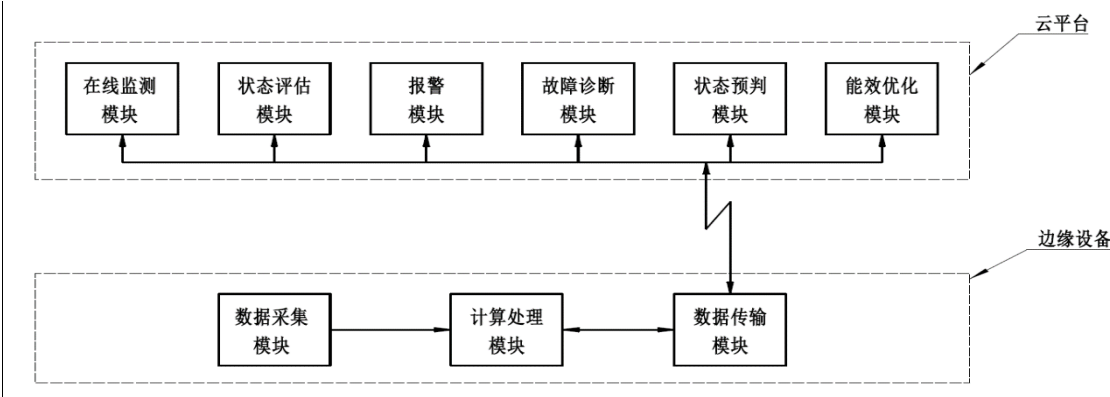 云平台
在线监测
模块
状态评估
模块
报警
模块
故障诊断
模块
状态预判
模块
能效优化
模块
边缘设备
数据采集
模块
计算处理
模块
数据传输
模块